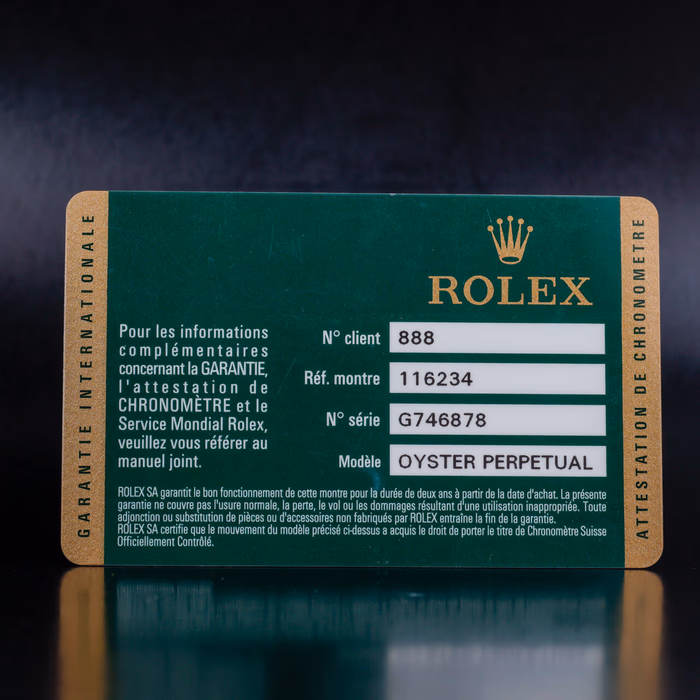 GARANTIE INTERNATIONALE
ROLEX
Pour les informations
complémentaires
concernant la GARANTIE,
l'attestation de
CHRONOMÈTRE et le
Service Mondial Rolex,
veuillez vous référer au
manuel joint.
N° client 888
Réf. montre 116234
N° série G746878
Modèle OYSTER PERPETUAL
ROLEX SA garantit le bon fonctionnement de cette montre pour la durée de deux ans à partir de la date d'achat. La présente
garantie ne couvre pas l'usure normale, la perte, le vol ou les dommages résultant d'une utilisation inappropriée. Toute
adjonction ou substitution de pièces ou d'accessoires non fabriqués par ROLEX entraîne la fin de la garantie.
ROLEX SA certifie que le mouvement du modèle précisé ci-dessus a acquis le droit de porter le titre de Chronomètre Suisse
Officiellement Contrôlé.
ATTESTATION DE CHRONOMETRE